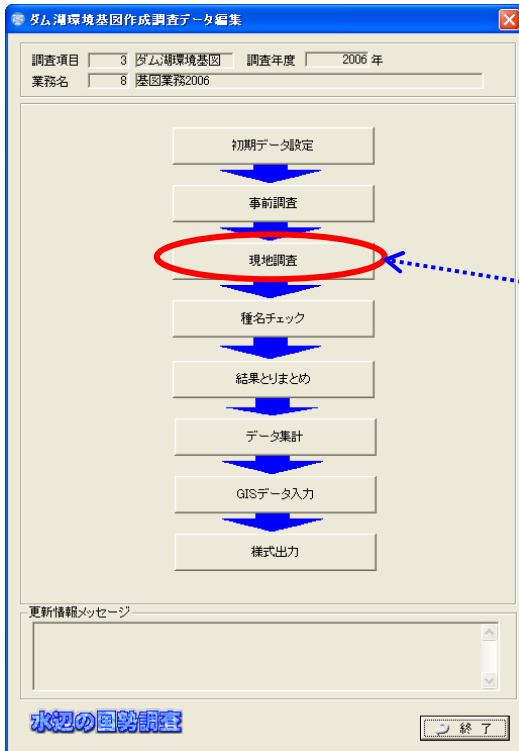 ダム湖環境基図作成調査データ編集
調査項目 3 ダム湖環境基図 調査年度 2006 年
業務名 8 基図業務2006
初期データ設定
事前調査
現地調査
種名チェック
結果とりまとめ
データ集計
GISデータ入力
様式出力
更新情報メッセージ
水辺の国勢調査
終 了